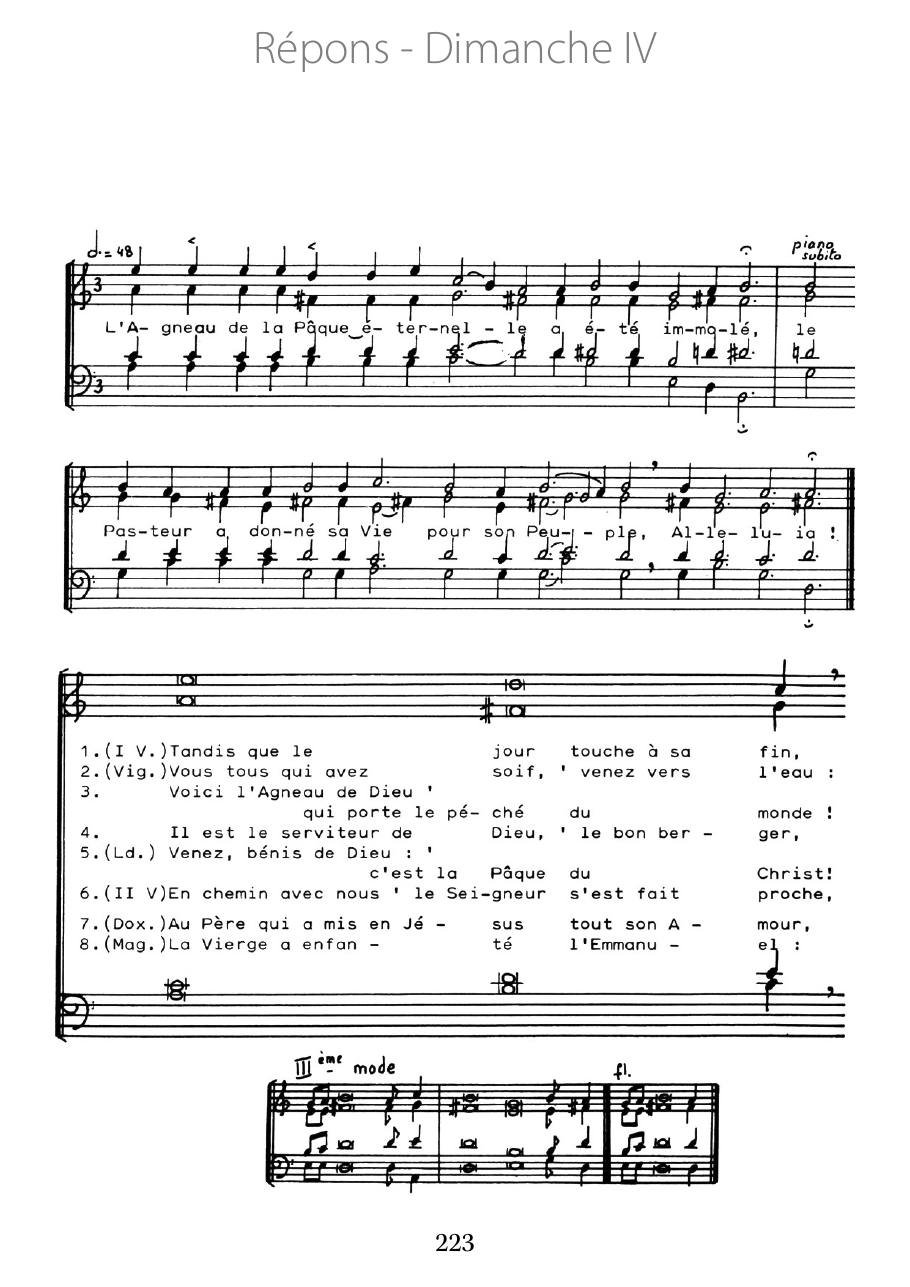 Répons - Dimanche IV
= 48
piano
subito
3
L'A- gneau de la Pâque é- ter-nel - le a é- té im-mo-lé, le
3
Pas-teur a don-né sa Vie pour son Peu- - ple, Al-le- lu- ia !
1.(I V.)Tandis que le jour touche à sa fin,
2.(Vig.)Vous tous qui avez soif, ' venez vers l'eau :
3. Voici l'Agneau de Dieu '
qui porte le pé- ché du monde !
4. Il est le serviteur de Dieu, ' le bon ber - ger,
5.(Ld.) Venez, bénis de Dieu : '
c'est la Pâque du Christ!
6.(II V)En chemin avec nous ' le Sei-gneur s'est fait proche,
7.(Dox.)Au Père qui a mis en Jé - sus tout son A - mour,
8.(Mag.)La Vierge a enfan - té l'Emmanu - el :
III ème mode fl.
223